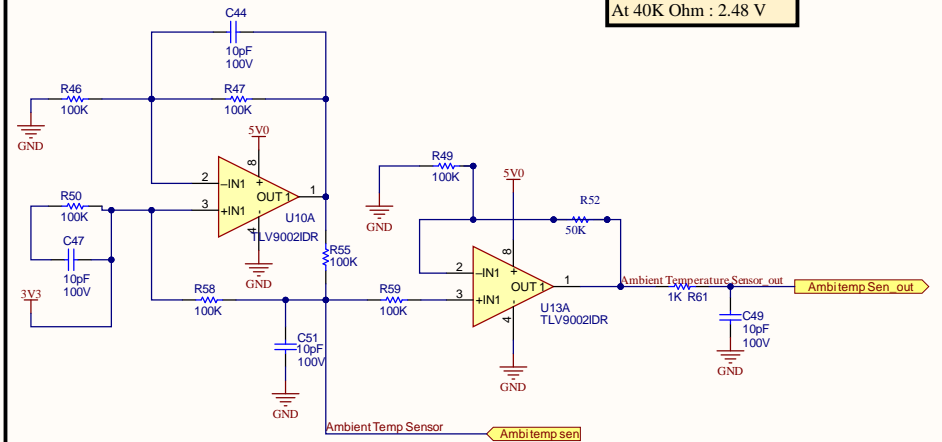 At 40K Ohm : 2.48 V
C44
10pF
100V
R46
100K
R47
100K
GND
5V0
8
2
–IN1
+
OUT 1
1
3
+IN1
-
4
U10A
TLV9002IDR
GND
R50
100K
C47
10pF
100V
3V3
R55
100K
R58
100K
C51
10pF
100V
GND
R49
100K
GND
5V0
R52
50K
8
2
–IN1
+
OUT 1
1
3
+IN1
-
4
U13A
TLV9002IDR
GND
R59
100K
Ambient Temperature Sensor_out
1K R61
Ambitemp Sen_out
C49
10pF
100V
GND
Ambient Temp Sensor
Ambitemp sen